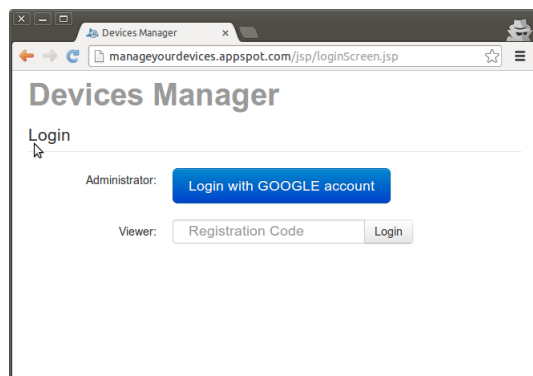 Devices Manager
manageyourdevices.appspot.com/jsp/loginScreen.jsp
Devices Manager
Login
Administrator: Login with GOOGLE account
Viewer: Registration Code Login